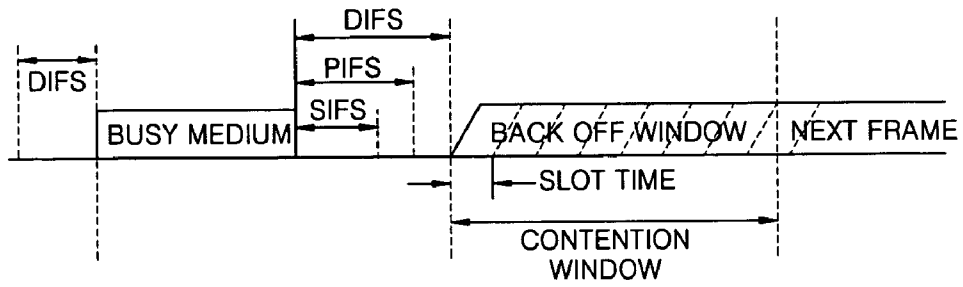 DIFS
DIFS
PIFS
SIFS
BUSY MEDIUM
BACK OFF WINDOW
NEXT FRAME
SLOT TIME
CONTENTION
WINDOW